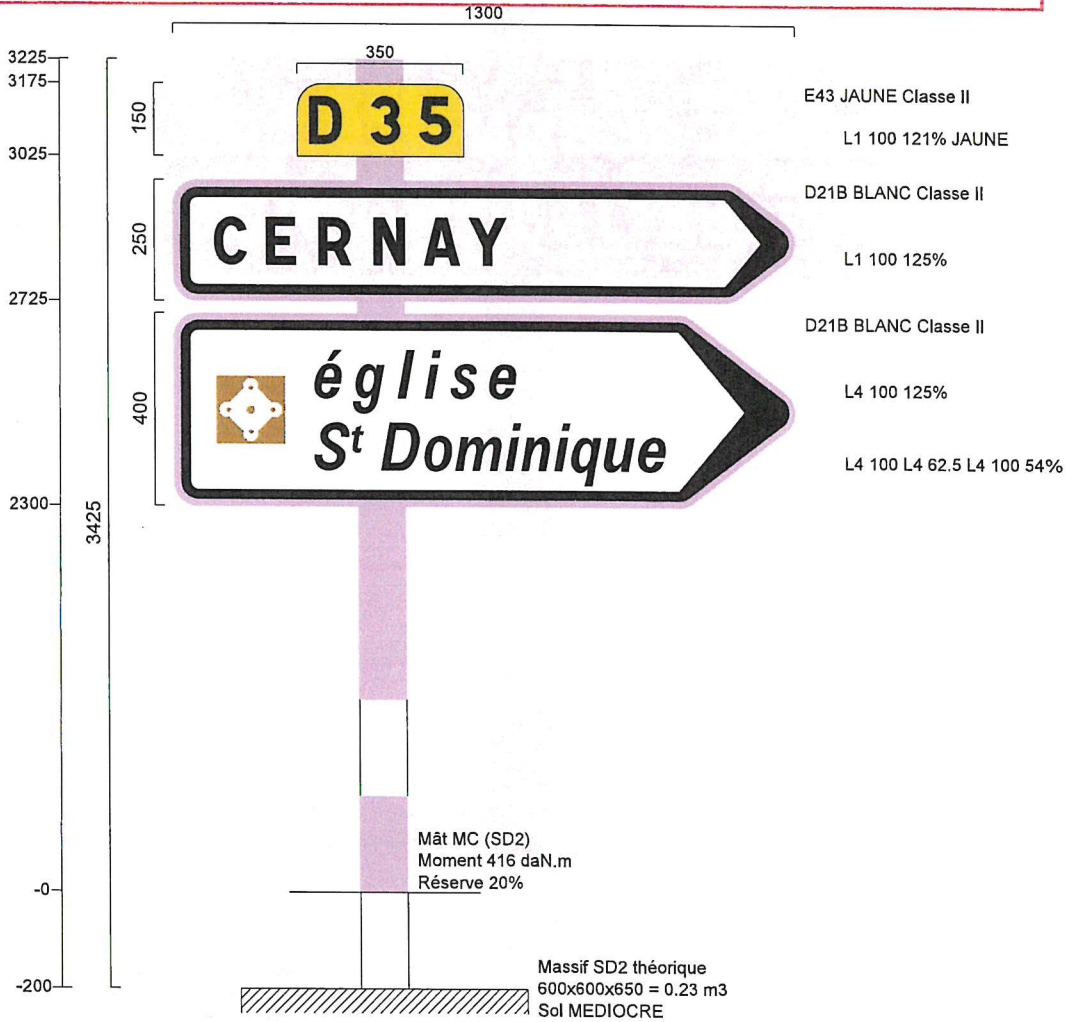 1300
3225
3175
350
150
D 35
E43 JAUNE Classe II
L1 100 121% JAUNE
3025
D21B BLANC Classe II
250
CERNAY
L1 100 125%
2725
D21B BLANC Classe II
400
église
St Dominique
L4 100 125%
L4 100 L4 62.5 L4 100 54%
2300
3425
Mât MC (SD2)
Moment 416 daN.m
Réserve 20%
-0
Massif SD2 théorique
600x600x650 = 0.23 m3
Sol MEDIOCRE
-200